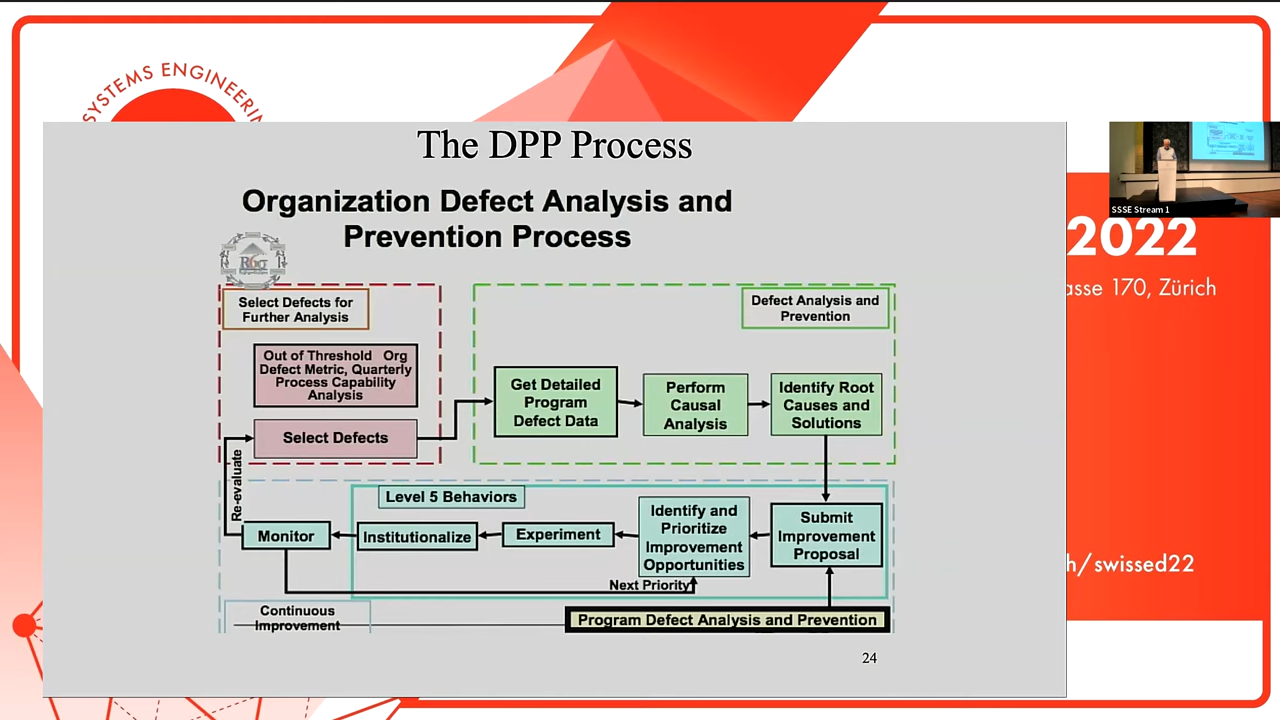 SYSTEMS ENGINEERIN
The DPP Process
Organization Defect Analysis and
Prevention Process
R6σ
Select Defects for
Further Analysis
Out of Threshold Org
Defect Metric, Quarterly
Process Capability
Analysis
Select Defects
Re-evaluate
Defect Analysis and
Prevention
Get Detailed
Program
Defect Data
Perform
Causal
Analysis
Identify Root
Causes and
Solutions
Level 5 Behaviors
Monitor
Institutionalize
Experiment
Identify and
Prioritize
Improvement
Opportunities
Submit
Improvement
Proposal
Next Priority
Continuous
Improvement
Program Defect Analysis and Prevention
24
SSSE Stream 1
2022
asse 170, Zürich
h/swissed22